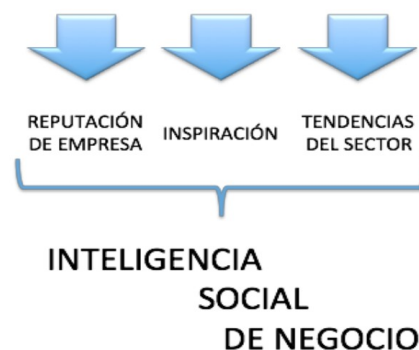 REPUTACIÓN
DE EMPRESA
INSPIRACIÓN
TENDENCIAS
DEL SECTOR
INTELIGENCIA
SOCIAL
DE NEGOCIO